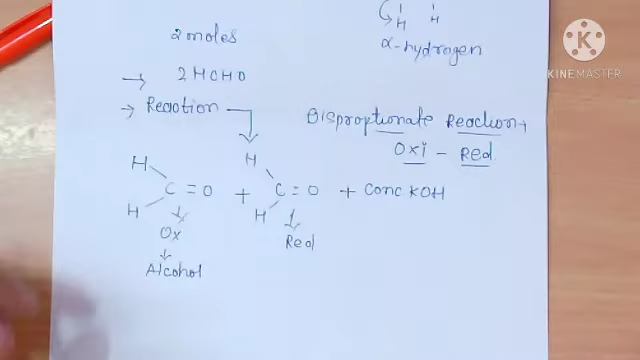 2 moles
H H
α-hydrogen
KINEMASTER
→ 2HCHO
→ Reaction
Disproptionate Reaction
Oxi - Red
H H
C = O + C = O + Conc KOH
H H
Ox Red
Alcohol